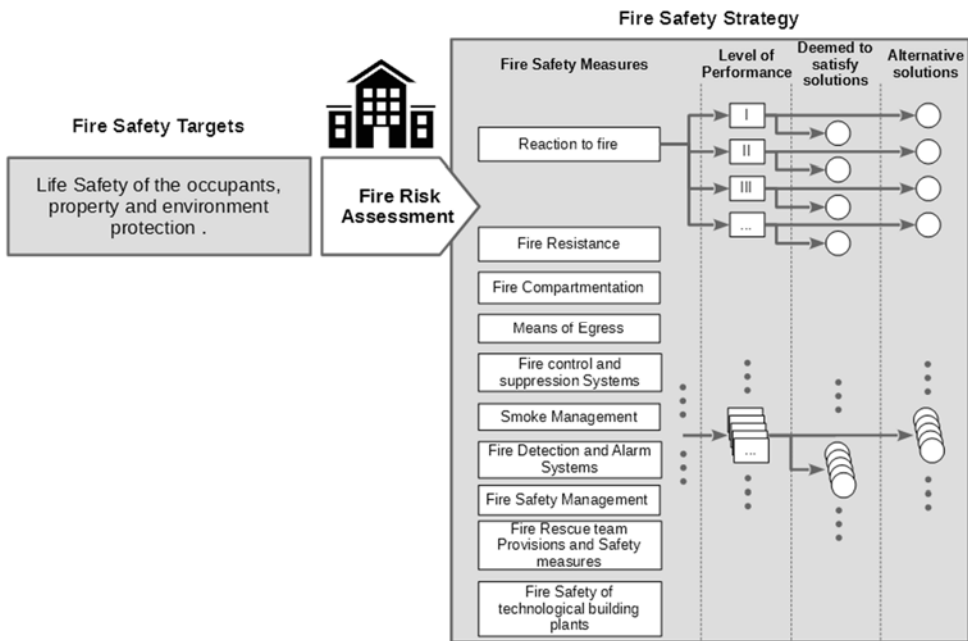 Fire Safety Strategy
Fire Safety Targets
Life Safety of the occupants,
property and environment
protection .
Fire Risk
Assessment
Fire Safety Measures
Level of
Performance
Deemed to
satisfy
solutions
Alternative
solutions
Reaction to fire
I
II
III
...
Fire Resistance
Fire Compartmentation
Means of Egress
Fire control and
suppression Systems
Smoke Management
...
Fire Detection and Alarm
Systems
Fire Safety Management
Fire Rescue team
Provisions and Safety
measures
Fire Safety of
technological building
plants